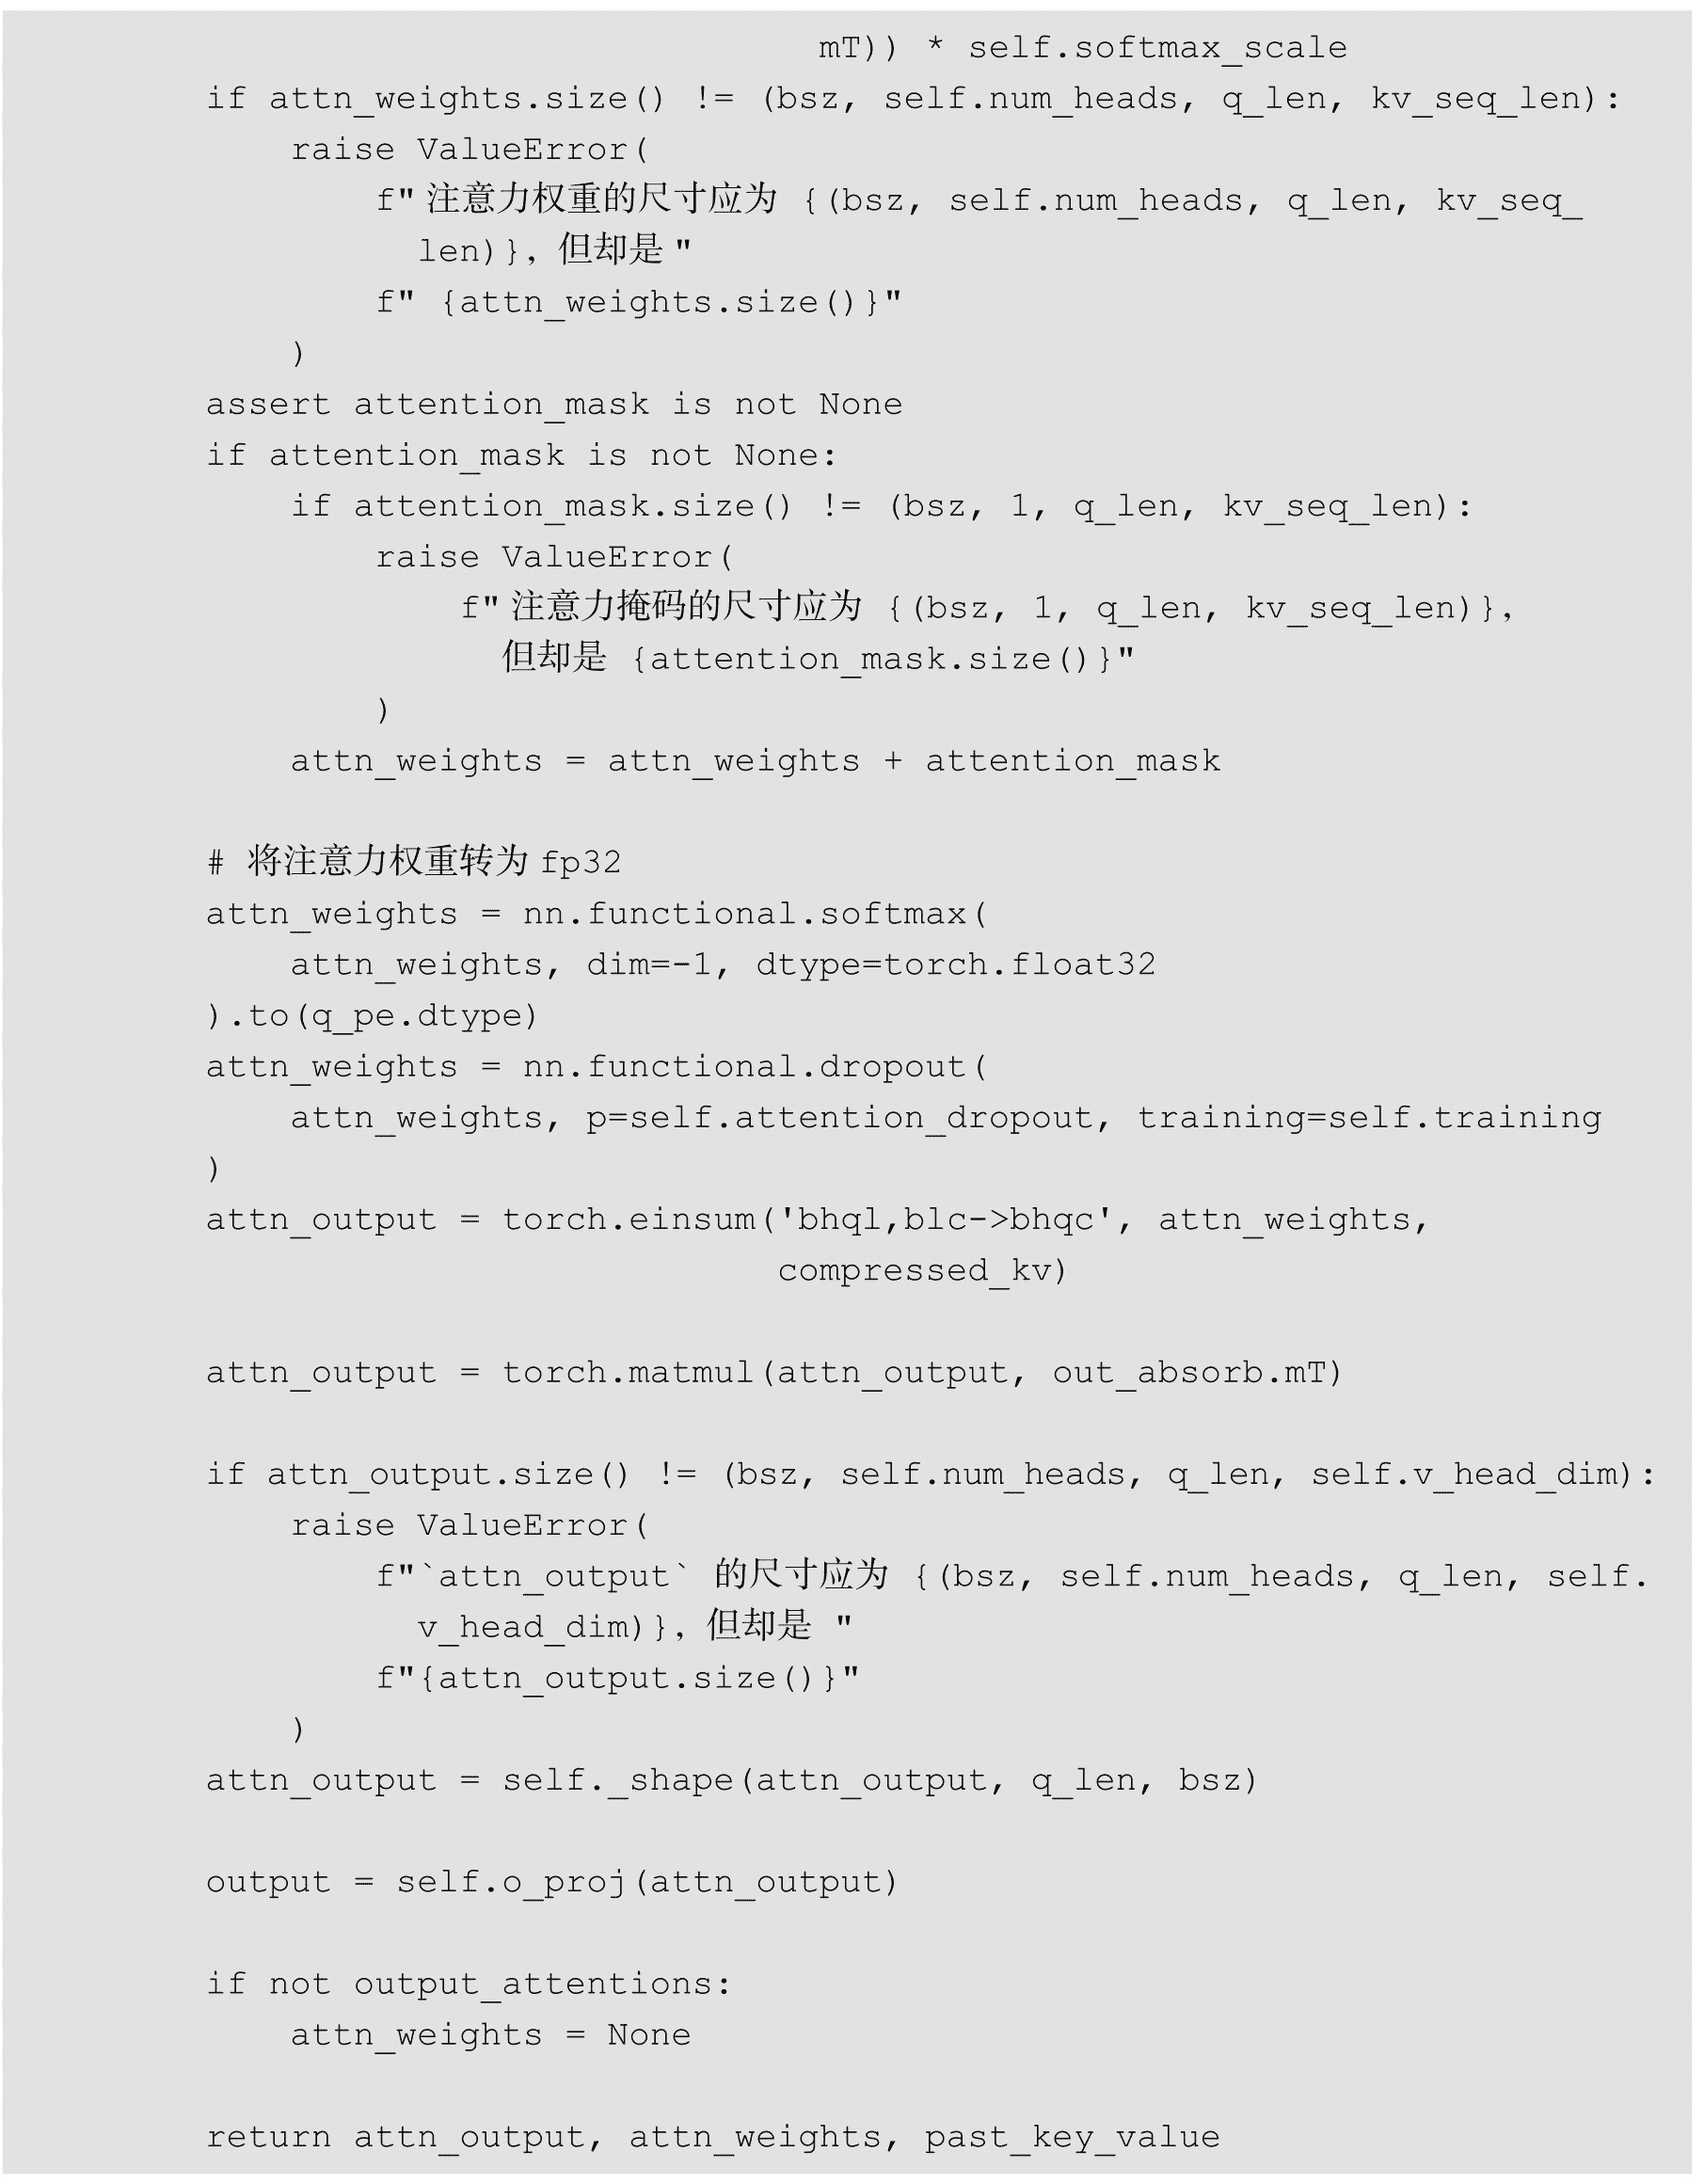 mT)) * self.softmax_scale
if attn_weights.size() != (bsz, self.num_heads, q_len, kv_seq_len):
raise ValueError(
f"注意力权重的尺寸应为 {(bsz, self.num_heads, q_len, kv_seq_
len)}, 但却是"
f" {attn_weights.size()}"
)
assert attention_mask is not None
if attention_mask is not None:
if attention_mask.size() != (bsz, 1, q_len, kv_seq_len):
raise ValueError(
f"注意力掩码的尺寸应为 {(bsz, 1, q_len, kv_seq_len)},
但却是 {attention_mask.size()}"
)
attn_weights = attn_weights + attention_mask
# 将注意力权重转为fp32
attn_weights = nn.functional.softmax(
attn_weights, dim=-1, dtype=torch.float32
).to(q_pe.dtype)
attn_weights = nn.functional.dropout(
attn_weights, p=self.attention_dropout, training=self.training
)
attn_output = torch.einsum('bhql,blc->bhqc', attn_weights,
compressed_kv)
attn_output = torch.matmul(attn_output, out_absorb.mT)
if attn_output.size() != (bsz, self.num_heads, q_len, self.v_head_dim):
raise ValueError(
f"`attn_output` 的尺寸应为 {(bsz, self.num_heads, q_len, self.
v_head_dim)}, 但却是 "
f"{attn_output.size()}"
)
attn_output = self._shape(attn_output, q_len, bsz)
output = self.o_proj(attn_output)
if not output_attentions:
attn_weights = None
return attn_output, attn_weights, past_key_value